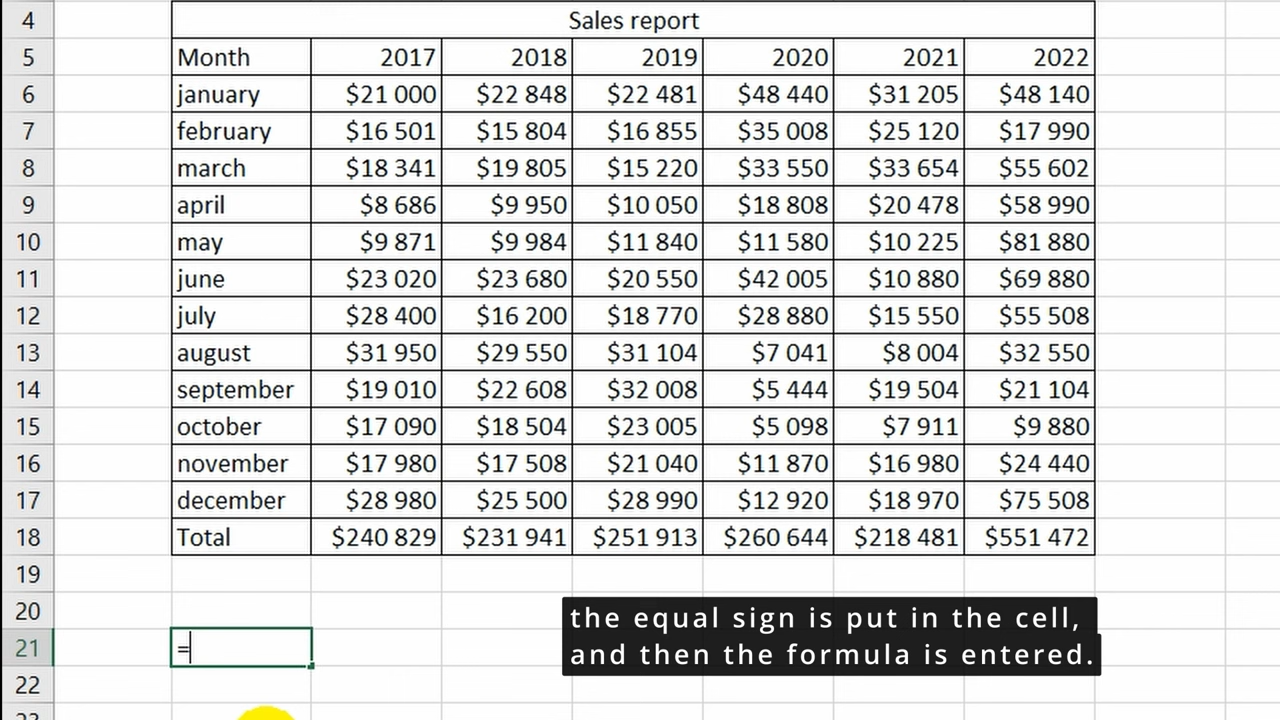 4 Sales report
5 Month 2017 2018 2019 2020 2021 2022
6 january $21 000 $22 848 $22 481 $48 440 $31 205 $48 140
7 february $16 501 $15 804 $16 855 $35 008 $25 120 $17 990
8 march $18 341 $19 805 $15 220 $33 550 $33 654 $55 602
9 april $8 686 $9 950 $10 050 $18 808 $20 478 $58 990
10 may $9 871 $9 984 $11 840 $11 580 $10 225 $81 880
11 june $23 020 $23 680 $20 550 $42 005 $10 880 $69 880
12 july $28 400 $16 200 $18 770 $28 880 $15 550 $55 508
13 august $31 950 $29 550 $31 104 $7 041 $8 004 $32 550
14 september $19 010 $22 608 $32 008 $5 444 $19 504 $21 104
15 october $17 090 $18 504 $23 005 $5 098 $7 911 $9 880
16 november $17 980 $17 508 $21 040 $11 870 $16 980 $24 440
17 december $28 980 $25 500 $28 990 $12 920 $18 970 $75 508
18 Total $240 829 $231 941 $251 913 $260 644 $218 481 $551 472
19
20
the equal sign is put in the cell,
21 =
and then the formula is entered.
22